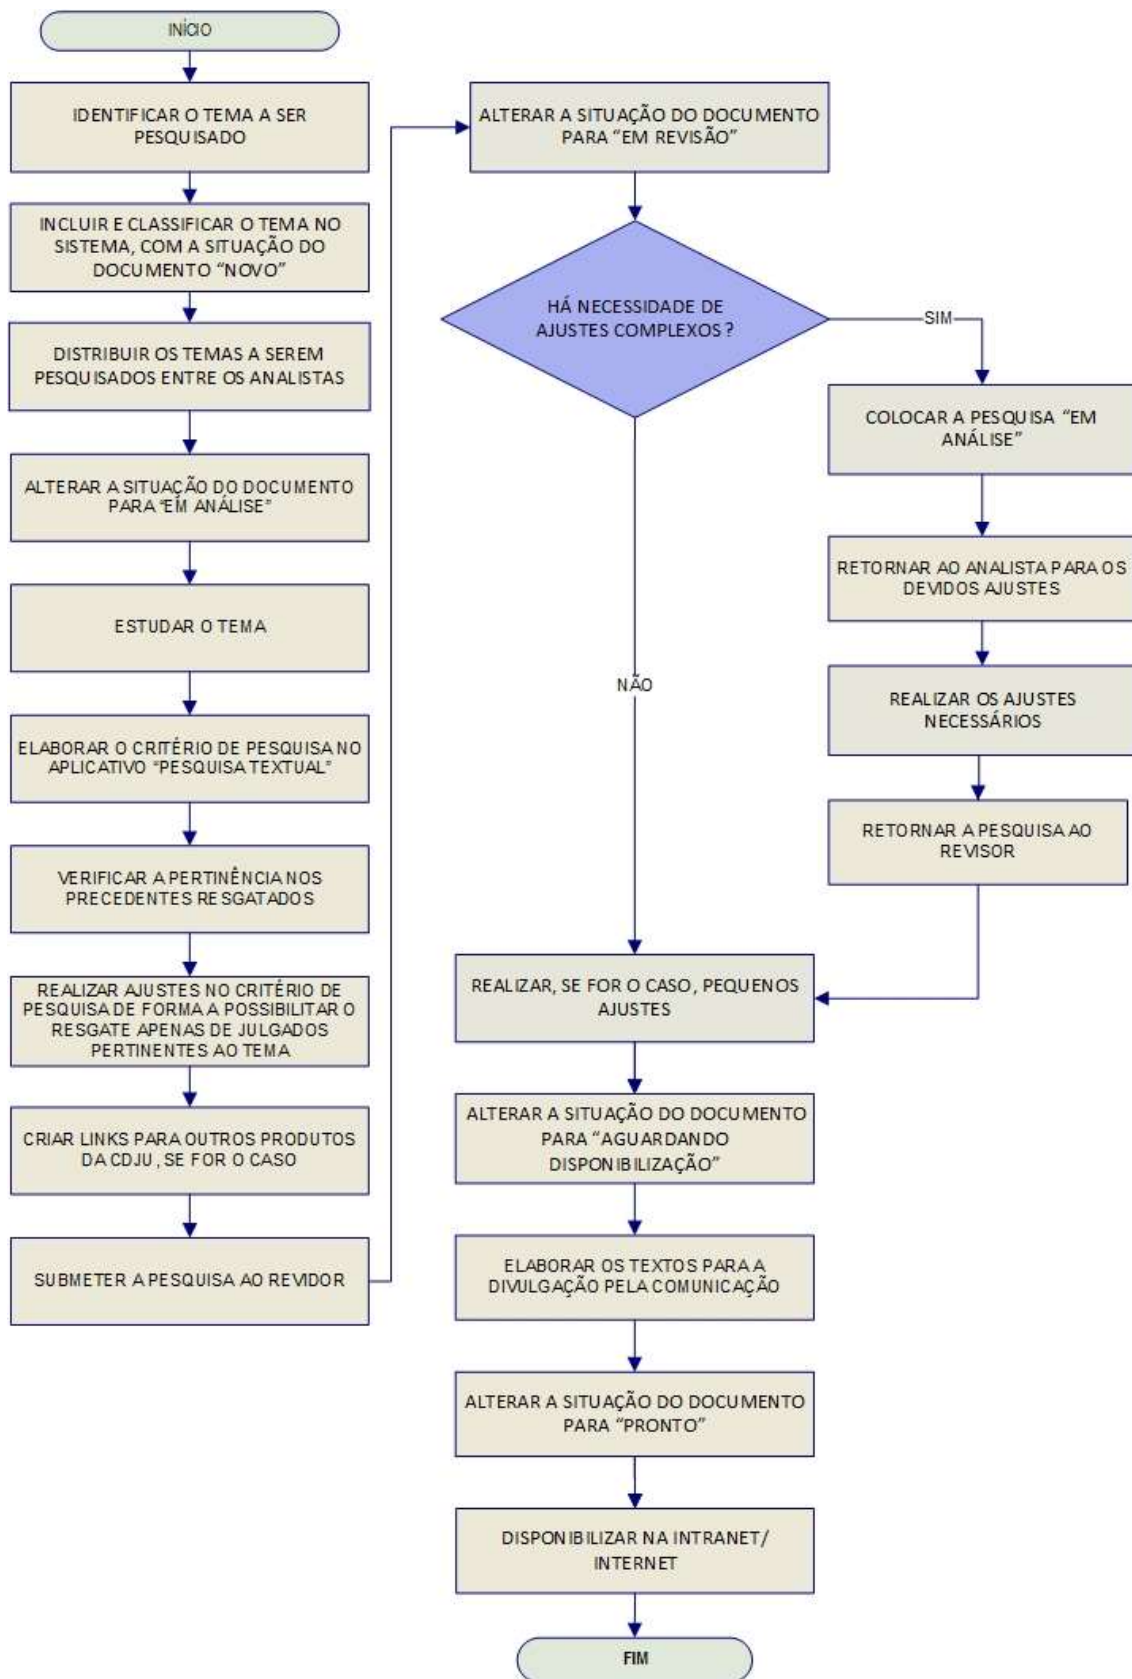 INÍCIO
IDENTIFICAR O TEMA A SER
PESQUISADO
INCLUIR E CLASSIFICAR O TEMA NO
SISTEMA, COM A SITUAÇÃO DO
DOCUMENTO “NOVO”
DISTRIBUIR OS TEMAS A SEREM
PESQUISADOS ENTRE OS ANALISTAS
ALTERAR A SITUAÇÃO DO DOCUMENTO
PARA “EM ANÁLISE”
ESTUDAR O TEMA
ELABORAR O CRITÉRIO DE PESQUISA NO
APLICATIVO “PESQUISA TEXTUAL”
VERIFICAR A PERTINÊNCIA NOS
PRECEDENTES RESGATADOS
REALIZAR AJUSTES NO CRITÉRIO DE
PESQUISA DE FORMA A POSSIBILITAR O
RESGATE APENAS DE JULGADOS
PERTINENTES AO TEMA
CRIAR LINKS PARA OUTROS PRODUTOS
DA CDJU, SE FOR O CASO
SUBMETER A PESQUISA AO REVIDOR
ALTERAR A SITUAÇÃO DO DOCUMENTO
PARA “EM REVISÃO”
HÁ NECESSIDADE DE
AJUSTES COMPLEXOS ?
SIM
COLOCAR A PESQUISA “EM
ANÁLISE”
RETORNAR AO ANALISTA PARA OS
DEVIDOS AJUSTES
REALIZAR OS AJUSTES
NECESSÁRIOS
RETORNAR A PESQUISA AO
REVISOR
NÃO
REALIZAR, SE FOR O CASO, PEQUENOS
AJUSTES
ALTERAR A SITUAÇÃO DO DOCUMENTO
PARA “AGUARDANDO
DISPONIBILIZAÇÃO”
ELABORAR OS TEXTOS PARA A
DIVULGAÇÃO PELA COMUNICAÇÃO
ALTERAR A SITUAÇÃO DO DOCUMENTO
PARA “PRONTO”
DISPONIBILIZAR NA INTRANET/
INTERNET
FIM